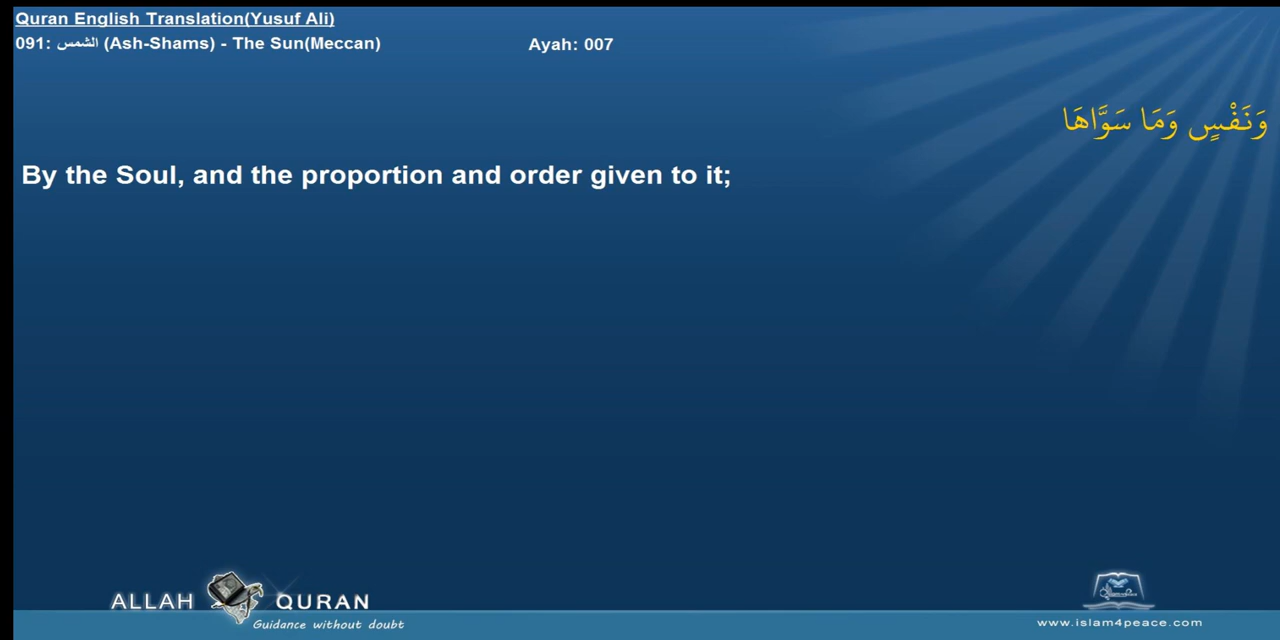 Quran English Translation(Yusuf Ali)
091: الشمس (Ash-Shams) - The Sun(Meccan) Ayah: 007
وَنَفْسٍ وَمَا سَوَّاهَا
By the Soul, and the proportion and order given to it;
ALLAH QURAN
Guidance without doubt
www.islam4peace.com